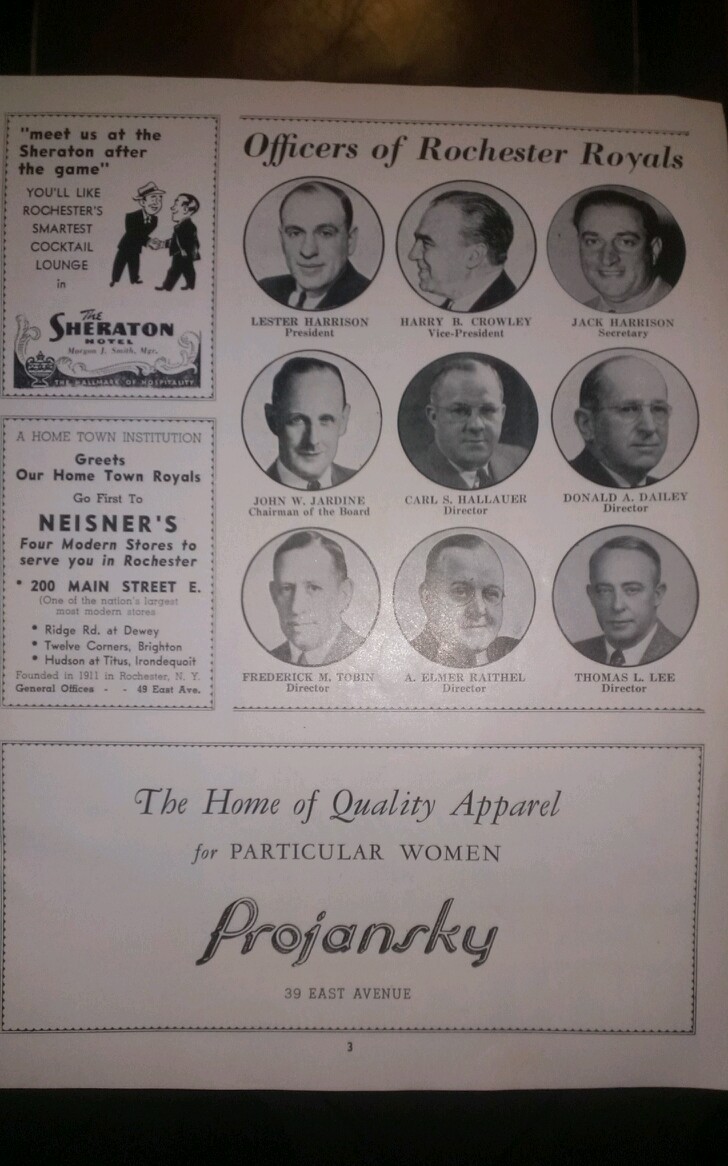 "meet us at the
Sheraton after
the game"
YOU'LL LIKE
ROCHESTER'S
SMARTEST
COCKTAIL
LOUNGE
in
The
SHERATON
HOTEL
Morgan J. Smith, Mgr.
THE HALLMARK OF HOSPITALITY
A HOME TOWN INSTITUTION
Greets
Our Home Town Royals
Go First To
NEISNER'S
Four Modern Stores to
serve you in Rochester
* 200 MAIN STREET E.
(One of the nation's largest
most modern stores
* Ridge Rd. at Dewey
* Twelve Corners, Brighton
* Hudson at Titus, Irondequoit
Founded in 1911 in Rochester, N. Y.
General Offices - - 49 East Ave.
Officers of Rochester Royals
LESTER HARRISON
President
HARRY B. CROWLEY
Vice-President
JACK HARRISON
Secretary
JOHN W. JARDINE
Chairman of the Board
CARL S. HALLAUER
Director
DONALD A. DAILEY
Director
FREDERICK M. TOBIN
Director
A. ELMER RAITHEL
Director
THOMAS L. LEE
Director
The Home of Quality Apparel
for PARTICULAR WOMEN
Projansky
39 EAST AVENUE
3